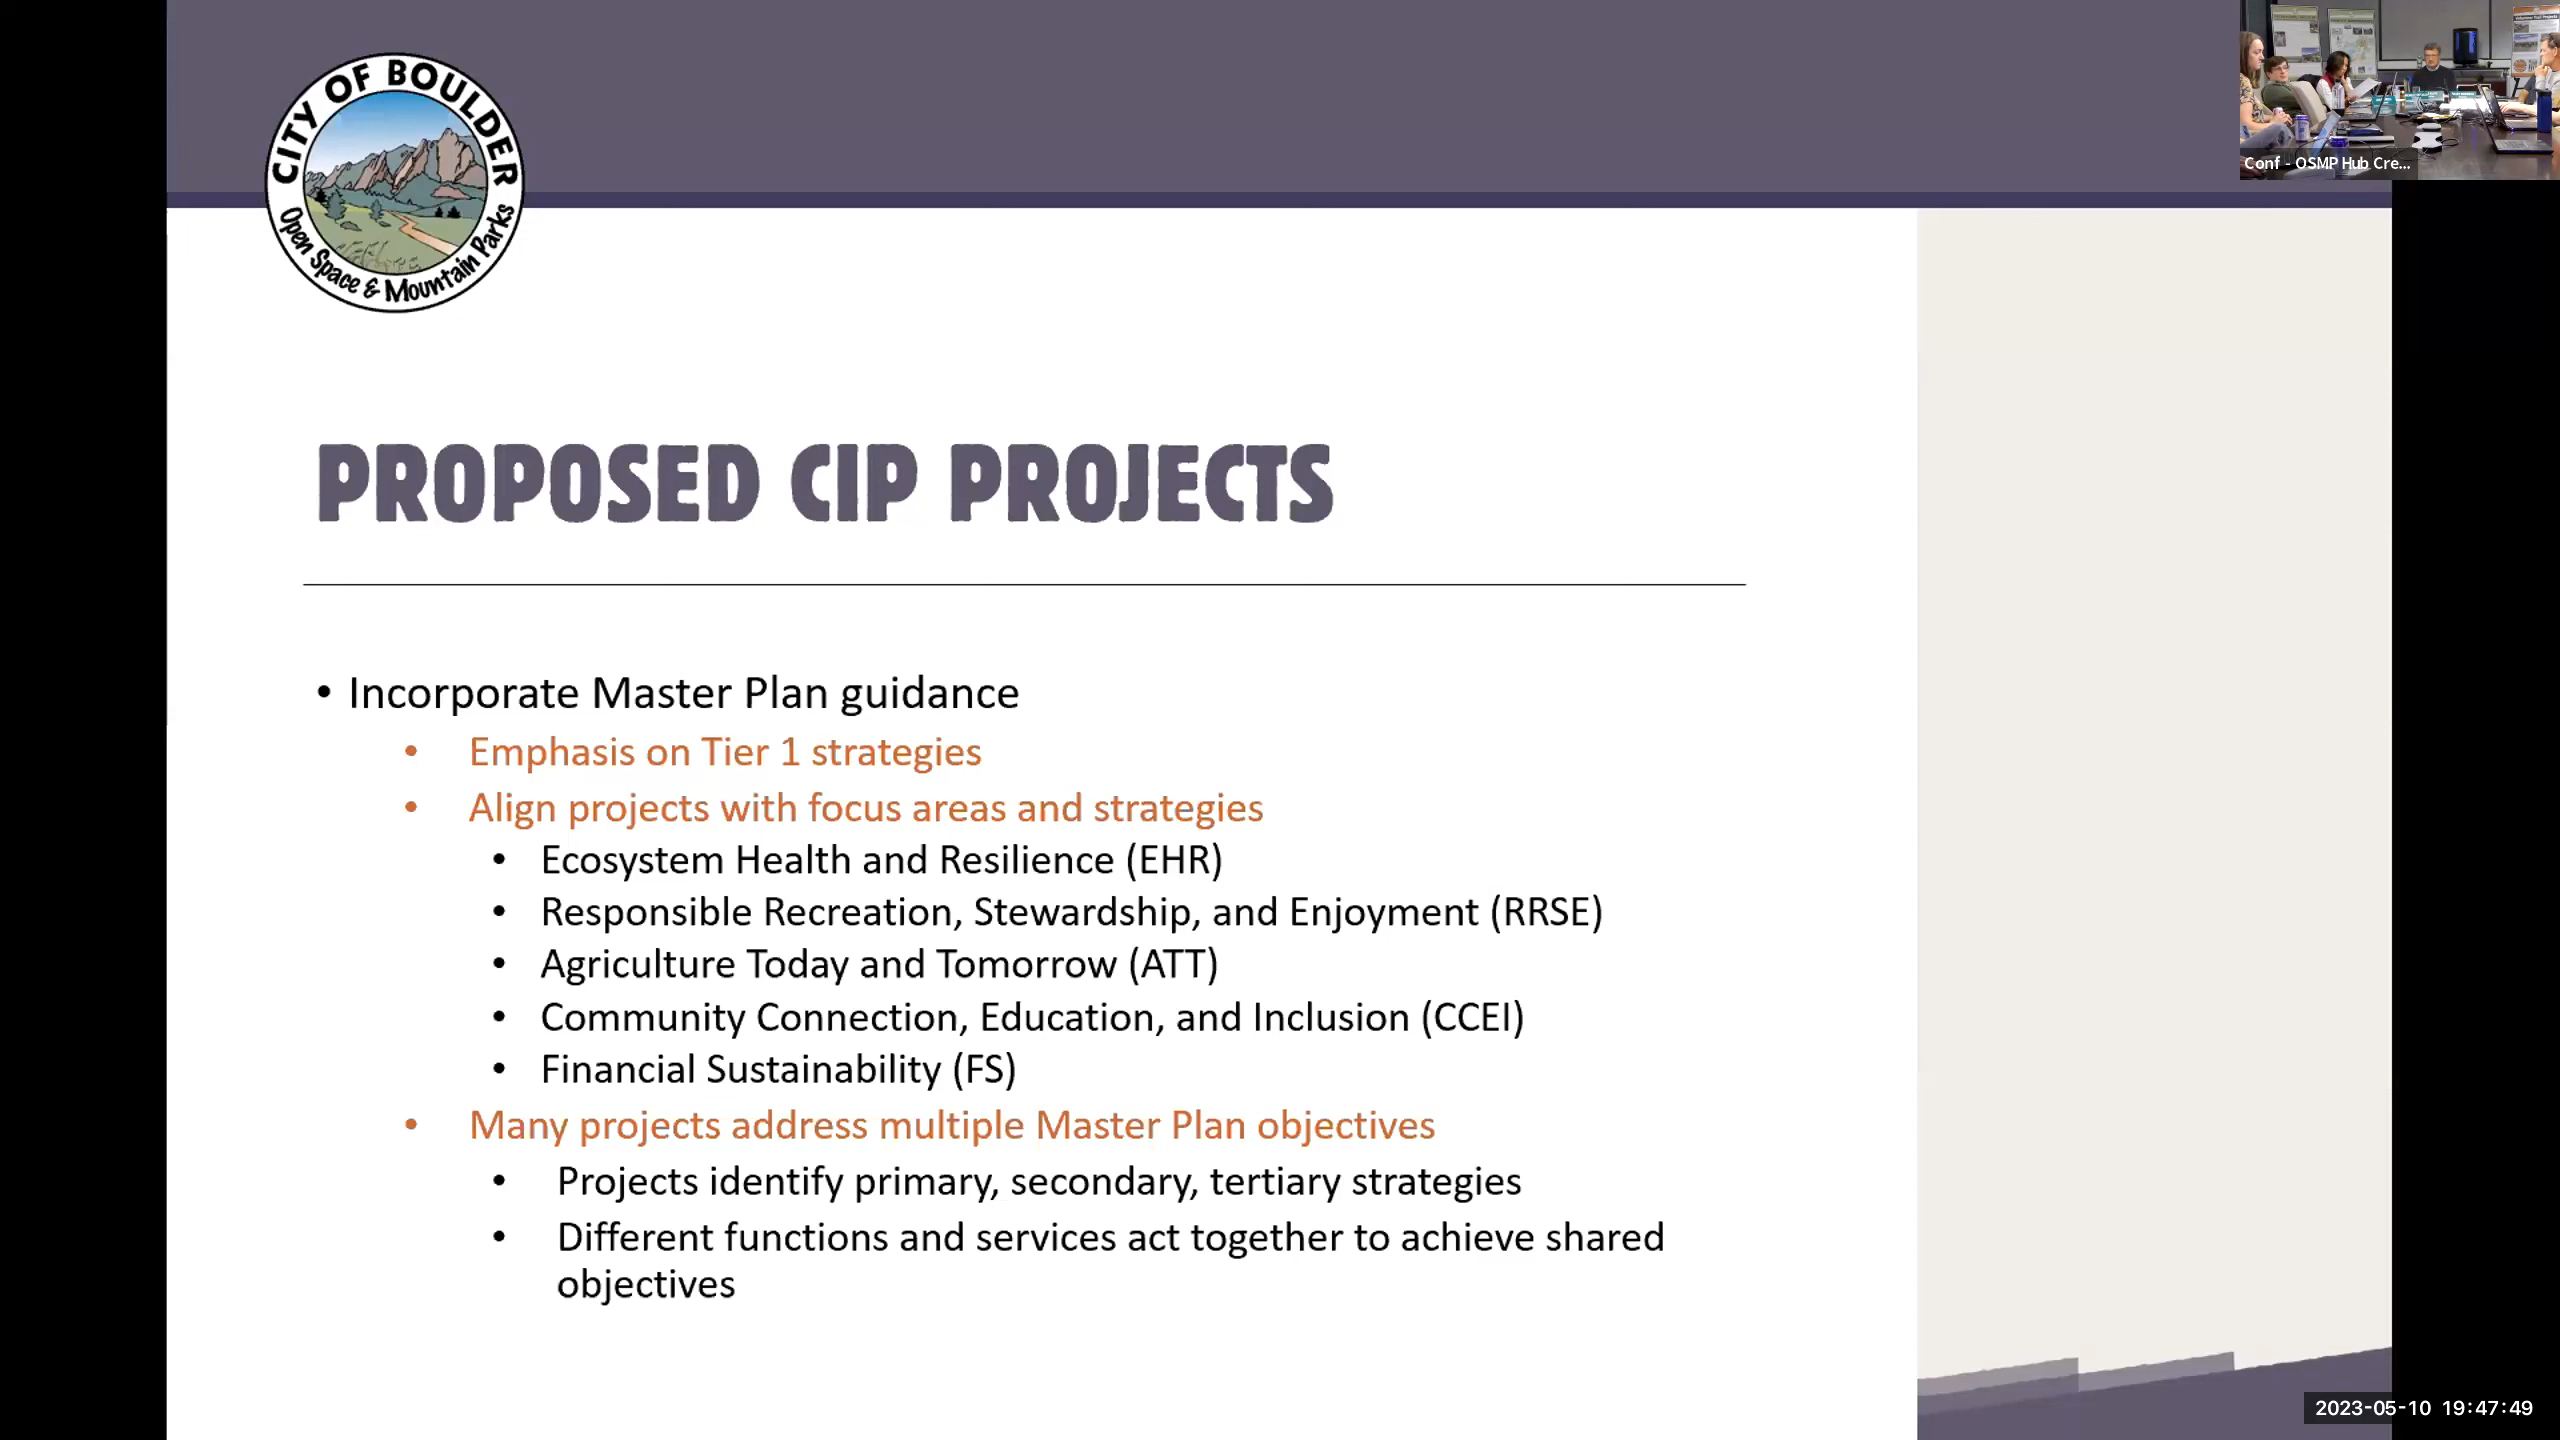 CITY OF BOULDER
Open Space & Mountain Parks
Conf - OSMP Hub Cre...
PROPOSED CIP PROJECTS
• Incorporate Master Plan guidance
• Emphasis on Tier 1 strategies
• Align projects with focus areas and strategies
• Ecosystem Health and Resilience (EHR)
• Responsible Recreation, Stewardship, and Enjoyment (RRSE)
• Agriculture Today and Tomorrow (ATT)
• Community Connection, Education, and Inclusion (CCEI)
• Financial Sustainability (FS)
• Many projects address multiple Master Plan objectives
• Projects identify primary, secondary, tertiary strategies
• Different functions and services act together to achieve shared
objectives
2023-05-10 19:47:49